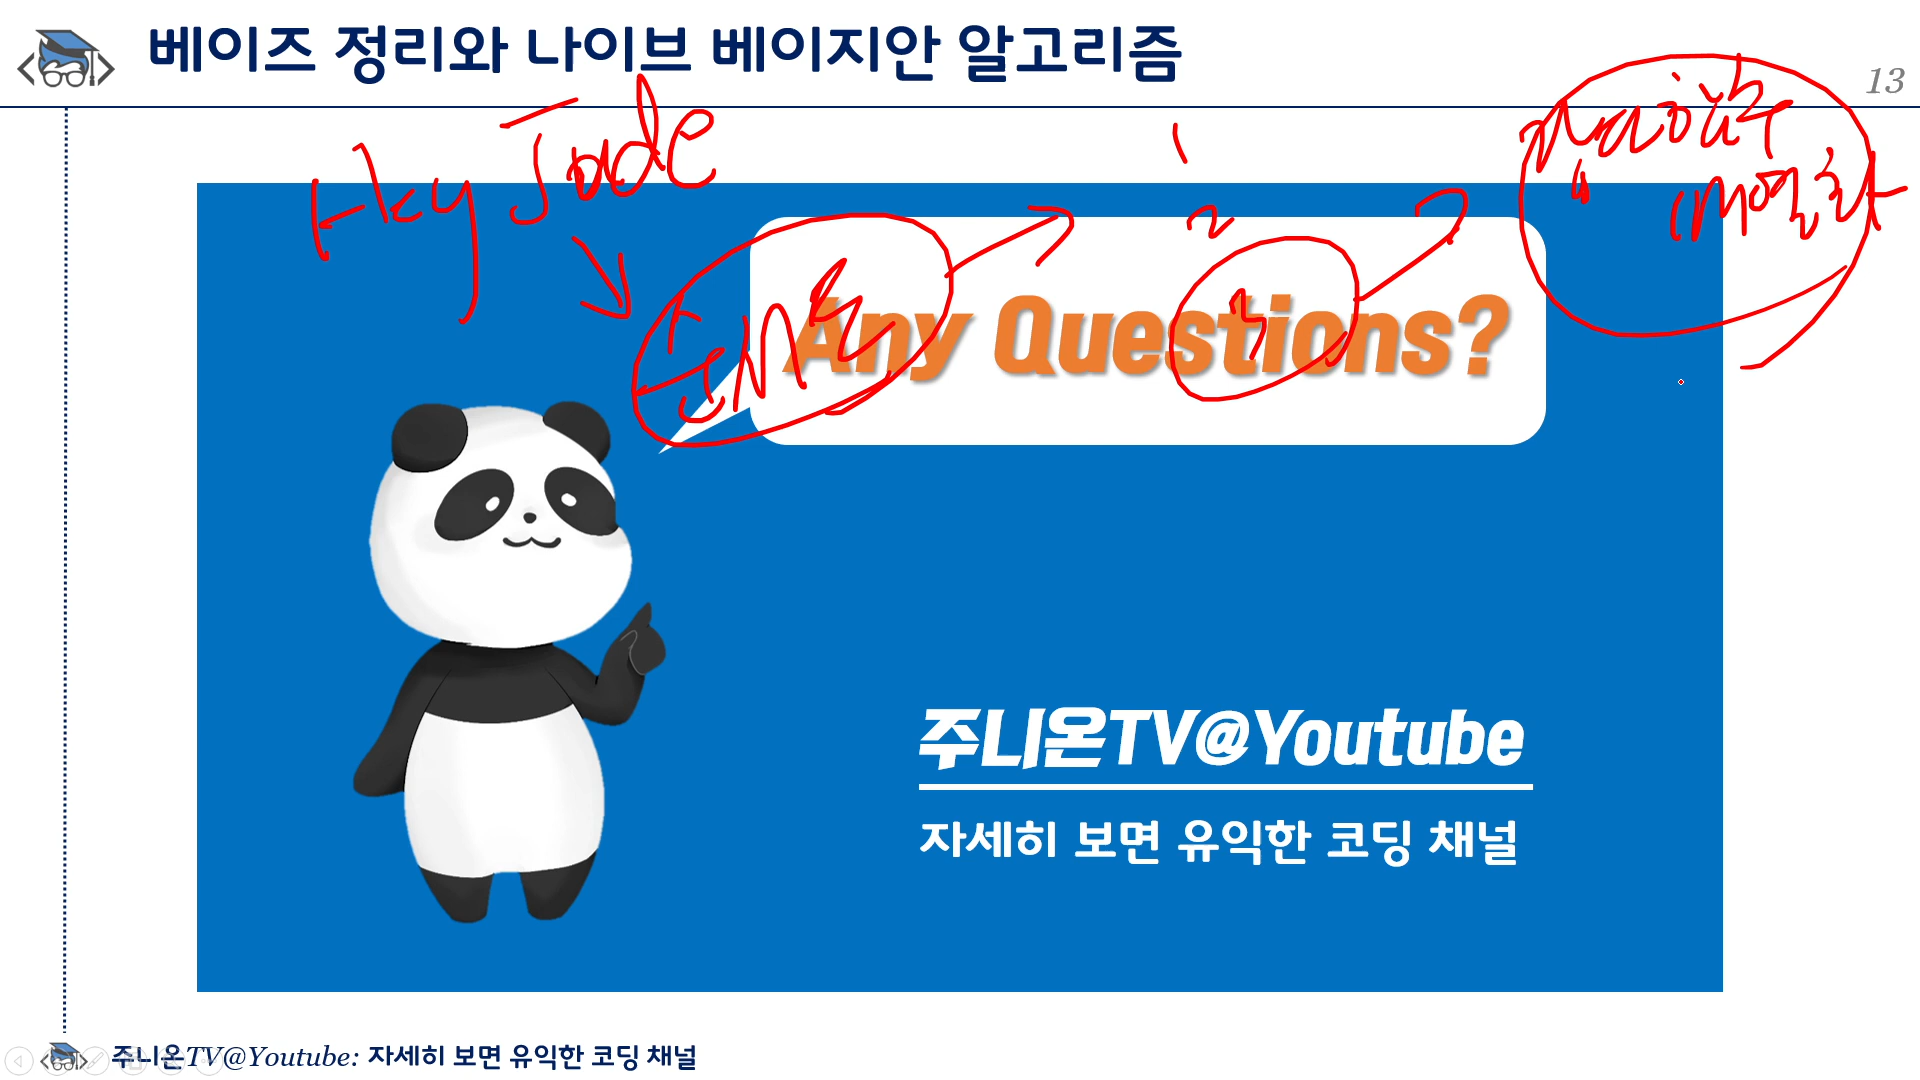 베이즈 정리와 나이브 베이지안 알고리즘
13
Hey Jude
1
2
3
Any Questions?
주니온TV@Youtube
자세히 보면 유익한 코딩 채널
주니온TV@Youtube: 자세히 보면 유익한 코딩 채널